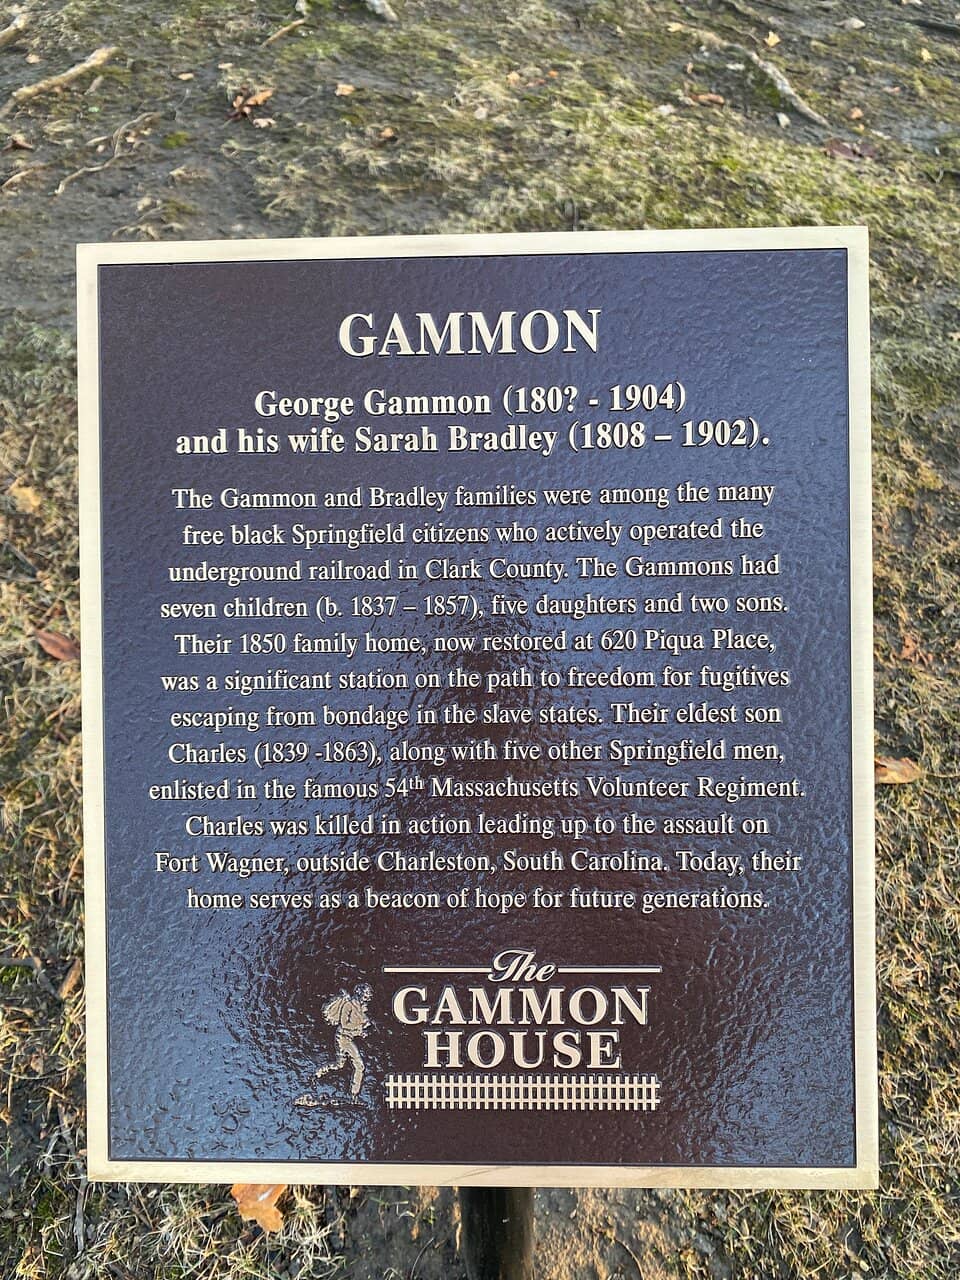 GAMMON
George Gammon (180? - 1904)
and his wife Sarah Bradley (1808 – 1902).
The Gammon and Bradley families were among the many
free black Springfield citizens who actively operated the
underground railroad in Clark County. The Gammons had
seven children (b. 1837 – 1857), five daughters and two sons.
Their 1850 family home, now restored at 620 Piqua Place,
was a significant station on the path to freedom for fugitives
escaping from bondage in the slave states. Their eldest son
Charles (1839 -1863), along with five other Springfield men,
enlisted in the famous 54th Massachusetts Volunteer Regiment.
Charles was killed in action leading up to the assault on
Fort Wagner, outside Charleston, South Carolina. Today, their
home serves as a beacon of hope for future generations.
The
GAMMON
HOUSE